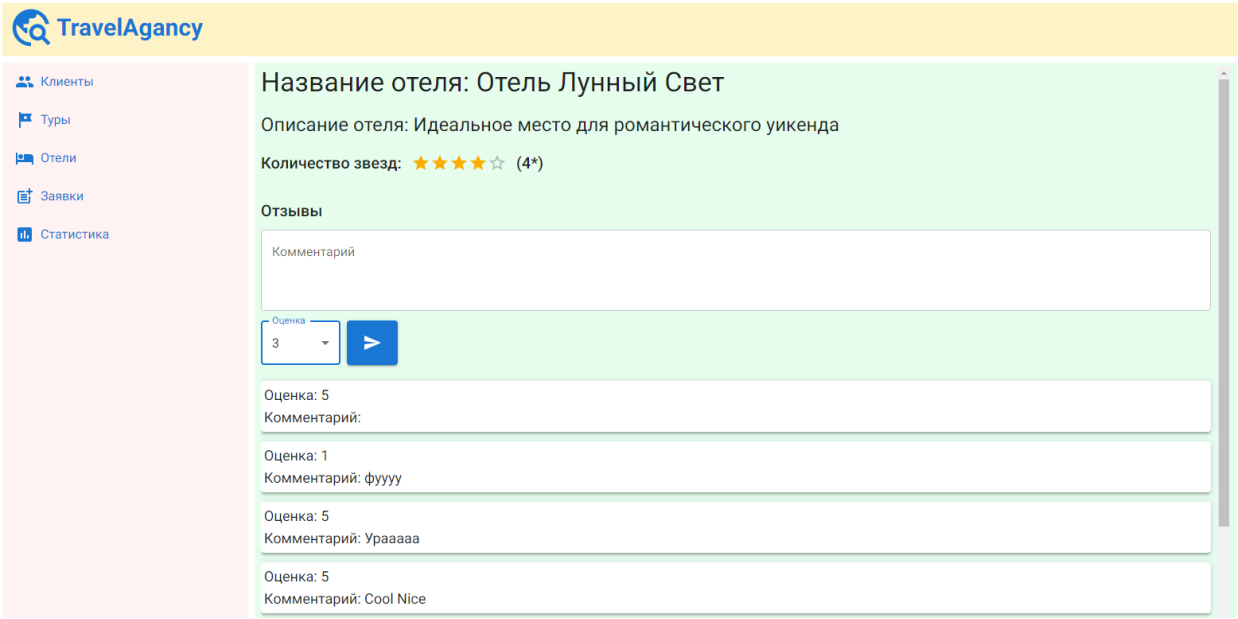 TravelAgancy
Клиенты
Туры
Отели
Заявки
Статистика
Название отеля: Отель Лунный Свет
Описание отеля: Идеальное место для романтического уикенда
Количество звезд: (4*)
Отзывы
Комментарий
Оценка
3
Оценка: 5
Комментарий:
Оценка: 1
Комментарий: фуууу
Оценка: 5
Комментарий: Урааааа
Оценка: 5
Комментарий: Cool Nice